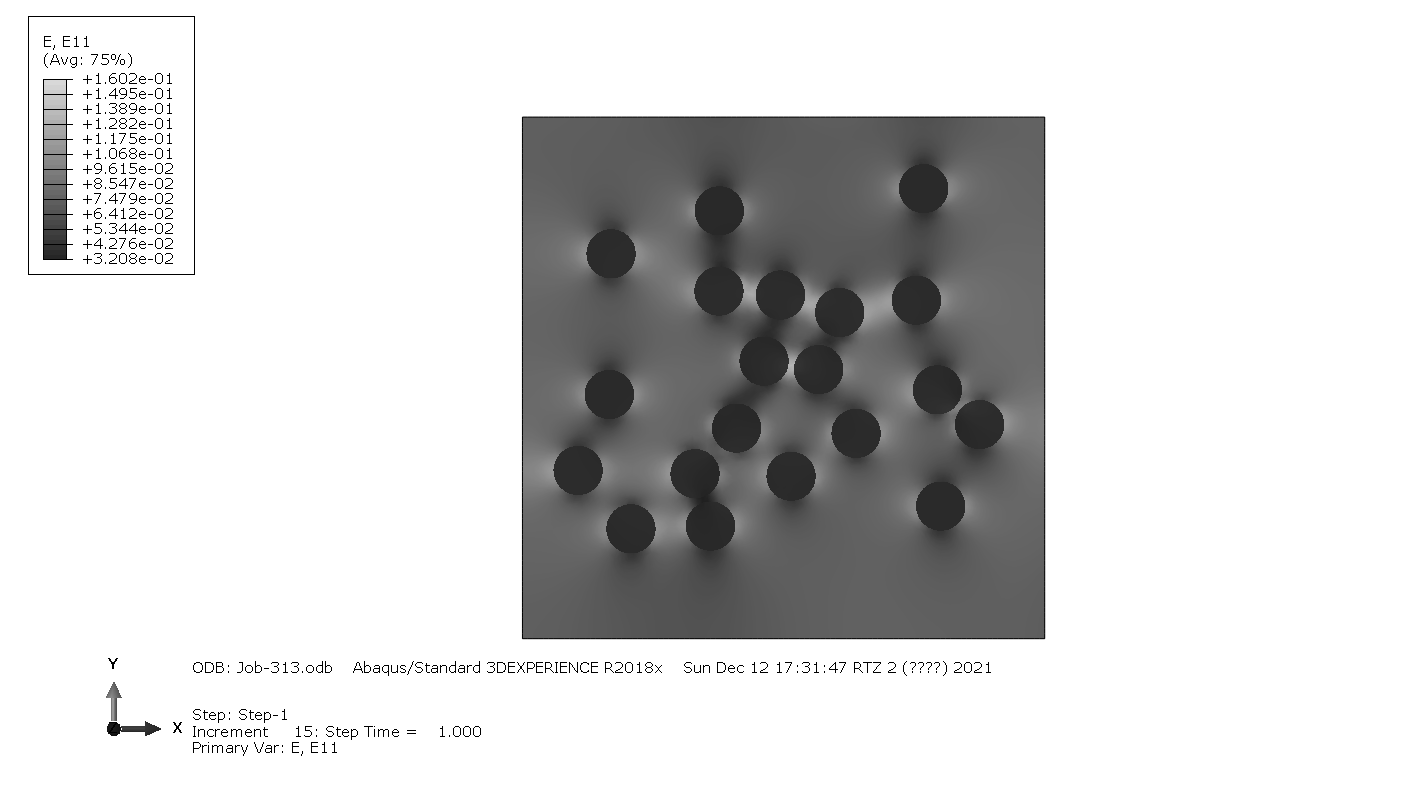 E, E11
(Avg: 75%)
+1.602e-01
+1.495e-01
+1.389e-01
+1.282e-01
+1.175e-01
+1.068e-01
+9.615e-02
+8.547e-02
+7.479e-02
+6.412e-02
+5.344e-02
+4.276e-02
+3.208e-02
Y
X
ODB: Job-313.odb Abaqus/Standard 3DEXPERIENCE R2018x Sun Dec 12 17:31:47 RTZ 2 (????) 2021
Step: Step-1
Increment 15: Step Time = 1.000
Primary Var: E, E11